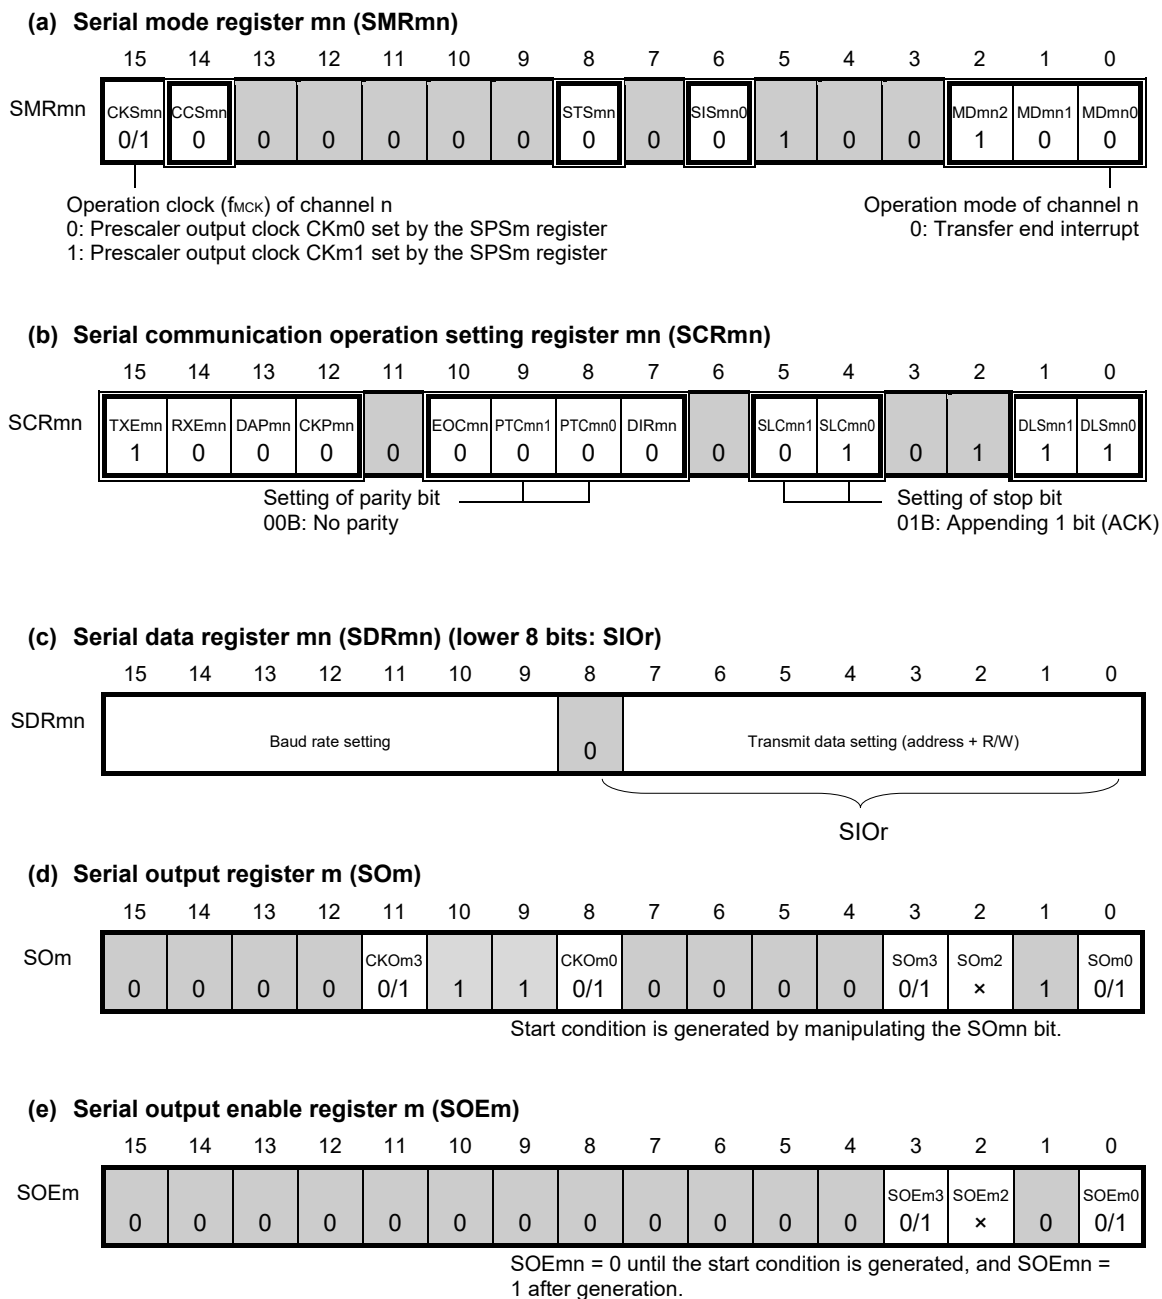 (a) Serial mode register mn (SMRmn)
15 14 13 12 11 10 9 8 7 6 5 4 3 2 1 0
SMRmn
CKSmn CCSmn STSmn SISmn0 MDmn2 MDmn1 MDmn0
0/1 0 0 0 0 0 0 0 0 0 1 0 0 1 0 0
Operation clock (fMCK) of channel n
0: Prescaler output clock CKm0 set by the SPSm register
1: Prescaler output clock CKm1 set by the SPSm register
Operation mode of channel n
0: Transfer end interrupt
(b) Serial communication operation setting register mn (SCRmn)
15 14 13 12 11 10 9 8 7 6 5 4 3 2 1 0
SCRmn
TXEmn RXEmn DAPmn CKPmn EOCmn PTCmn1 PTCmn0 DIRmn SLCmn1 SLCmn0 DLSmn1 DLSmn0
1 0 0 0 0 0 0 0 0 0 0 1 0 1 1 1
Setting of parity bit
00B: No parity
Setting of stop bit
01B: Appending 1 bit (ACK)
(c) Serial data register mn (SDRmn) (lower 8 bits: SIOr)
15 14 13 12 11 10 9 8 7 6 5 4 3 2 1 0
SDRmn
Baud rate setting 0 Transmit data setting (address + R/W)
SIOr
(d) Serial output register m (SOm)
15 14 13 12 11 10 9 8 7 6 5 4 3 2 1 0
SOm
CKOm3 CKOm0 SOm3 SOm2 SOm0
0 0 0 0 0/1 1 1 0/1 0 0 0 0 0/1 × 1 0/1
Start condition is generated by manipulating the SOmn bit.
(e) Serial output enable register m (SOEm)
15 14 13 12 11 10 9 8 7 6 5 4 3 2 1 0
SOEm
SOEm3 SOEm2 SOEm0
0 0 0 0 0 0 0 0 0 0 0 0 0/1 × 0 0/1
SOEmn = 0 until the start condition is generated, and SOEmn =
1 after generation.